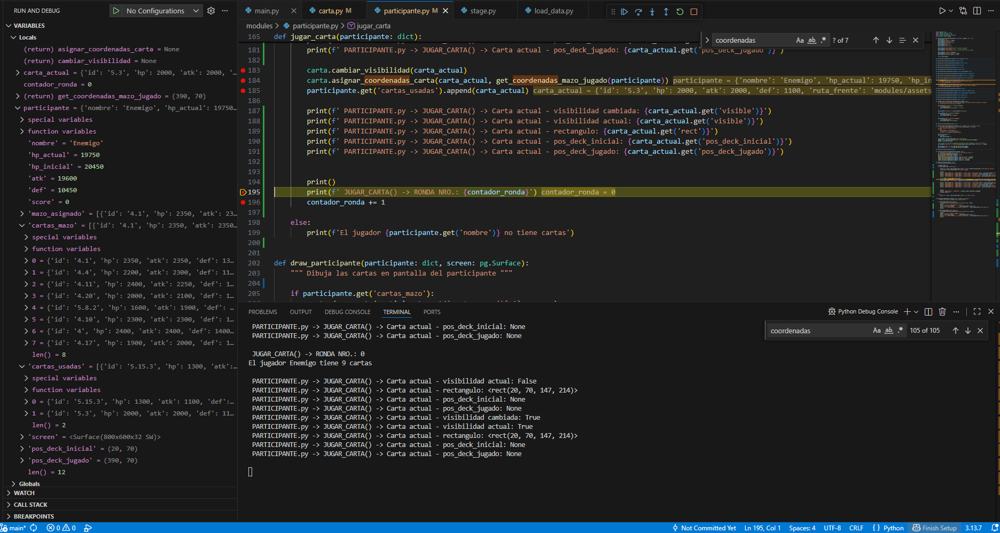 RUN AND DEBUG
No Configurations
VARIABLES
Locals
(return) asignar_coordenadas_carta = None
(return) cambiar_visibilidad = None
carta_actual = {'id': '5.3', 'hp': 2000, 'atk': 2000, '...
contador_ronda = 0
(return) get_coordenadas_mazo_jugado = (390, 70)
participante = {'nombre': 'Enemigo', 'hp_actual': 19750...
special variables
function variables
'nombre' = 'Enemigo'
'hp_actual' = 19750
'hp_inicial' = 20450
'atk' = 19600
'def' = 10450
'score' = 0
'mazo_asignado' = [{'id': '4.1', 'hp': 2350, 'atk': 23...
'cartas_mazo' = [{'id': '4.1', 'hp': 2350, 'atk': 2350...
special variables
function variables
0 = {'id': '4.1', 'hp': 2350, 'atk': 2350, 'def': 13...
1 = {'id': '4.4', 'hp': 2200, 'atk': 2300, 'def': 11...
2 = {'id': '4.11', 'hp': 2400, 'atk': 2250, 'def': 1...
3 = {'id': '4.20', 'hp': 2000, 'atk': 2100, 'def': 1...
4 = {'id': '5.8.2', 'hp': 1600, 'atk': 1900, 'def': ...
5 = {'id': '4.10', 'hp': 2300, 'atk': 2300, 'def': 1...
6 = {'id': '4', 'hp': 2400, 'atk': 2400, 'def': 1400...
7 = {'id': '4.17', 'hp': 1900, 'atk': 2000, 'def': 1...
len() = 8
'cartas_usadas' = [{'id': '5.15.3', 'hp': 1300, 'atk':...
special variables
function variables
0 = {'id': '5.15.3', 'hp': 1300, 'atk': 1100, 'def':...
1 = {'id': '5.3', 'hp': 2000, 'atk': 2000, 'def': 11...
len() = 2
'screen' = <Surface(800x600x32 SW)>
'pos_deck_inicial' = (20, 70)
'pos_deck_jugado' = (390, 70)
len() = 12
Globals
WATCH
CALL STACK
BREAKPOINTS
main.py
carta.py M
participante.py M
stage.py
load_data.py
modules > participante.py > jugar_carta
coordenadas
Aa ab .* ? of 7
165 def jugar_carta(participante: dict):
181 print(f' PARTICIPANTE.py -> JUGAR_CARTA() -> Carta actual - pos_deck_jugado: {carta_actual.get('pos_deck_jugado')}')
182
183 carta.cambiar_visibilidad(carta_actual)
184 carta.asignar_coordenadas_carta(carta_actual, get_coordenadas_mazo_jugado(participante)) participante = {'nombre': 'Enemigo', 'hp_actual': 19750, 'hp_in
185 participante.get('cartas_usadas').append(carta_actual) carta_actual = {'id': '5.3', 'hp': 2000, 'atk': 2000, 'def': 1100, 'ruta_frente': 'modules/assets
186
187 print(f' PARTICIPANTE.py -> JUGAR_CARTA() -> Carta actual - visibilidad cambiada: {carta_actual.get('visible')}')
188 print(f' PARTICIPANTE.py -> JUGAR_CARTA() -> Carta actual - visibilidad actual: {carta_actual.get('visible')}')
189 print(f' PARTICIPANTE.py -> JUGAR_CARTA() -> Carta actual - rectangulo: {carta_actual.get('rect')}')
190 print(f' PARTICIPANTE.py -> JUGAR_CARTA() -> Carta actual - pos_deck_inicial: {carta_actual.get('pos_deck_inicial')}')
191 print(f' PARTICIPANTE.py -> JUGAR_CARTA() -> Carta actual - pos_deck_jugado: {carta_actual.get('pos_deck_jugado')}')
192
193
194 print()
195 print(f' JUGAR_CARTA() -> RONDA NRO.: {contador_ronda}') contador_ronda = 0
196 contador_ronda += 1
197
198 else:
199 print(f'El jugador {participante.get('nombre')} no tiene cartas')
200
201
202 def draw_participante(participante: dict, screen: pg.Surface):
203 """ Dibuja las cartas en pantalla del participante """
204
205 if participante.get('cartas_mazo'):
PROBLEMS OUTPUT DEBUG CONSOLE TERMINAL PORTS
Python Debug Console
coordenadas
Aa ab .* 105 of 105
PARTICIPANTE.py -> JUGAR_CARTA() -> Carta actual - pos_deck_inicial: None
PARTICIPANTE.py -> JUGAR_CARTA() -> Carta actual - pos_deck_jugado: None
JUGAR_CARTA() -> RONDA NRO.: 0
El jugador Enemigo tiene 9 cartas
PARTICIPANTE.py -> JUGAR_CARTA() -> Carta actual - visibilidad actual: False
PARTICIPANTE.py -> JUGAR_CARTA() -> Carta actual - rectangulo: <rect(20, 70, 147, 214)>
PARTICIPANTE.py -> JUGAR_CARTA() -> Carta actual - pos_deck_inicial: None
PARTICIPANTE.py -> JUGAR_CARTA() -> Carta actual - pos_deck_jugado: None
PARTICIPANTE.py -> JUGAR_CARTA() -> Carta actual - visibilidad cambiada: True
PARTICIPANTE.py -> JUGAR_CARTA() -> Carta actual - visibilidad actual: True
PARTICIPANTE.py -> JUGAR_CARTA() -> Carta actual - rectangulo: <rect(20, 70, 147, 214)>
PARTICIPANTE.py -> JUGAR_CARTA() -> Carta actual - pos_deck_inicial: None
PARTICIPANTE.py -> JUGAR_CARTA() -> Carta actual - pos_deck_jugado: None
main* 0 0 Not Committed Yet Ln 195, Col 1 Spaces: 4 UTF-8 CRLF { } Python Finish Setup 3.13.7